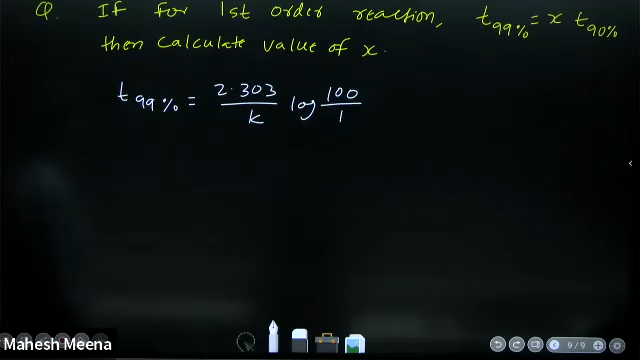 Q. If for 1st order reaction, t99% = x t90%
then calculate value of x.
t99% = 2.303/k log 100/1
Mahesh Meena
9 / 9